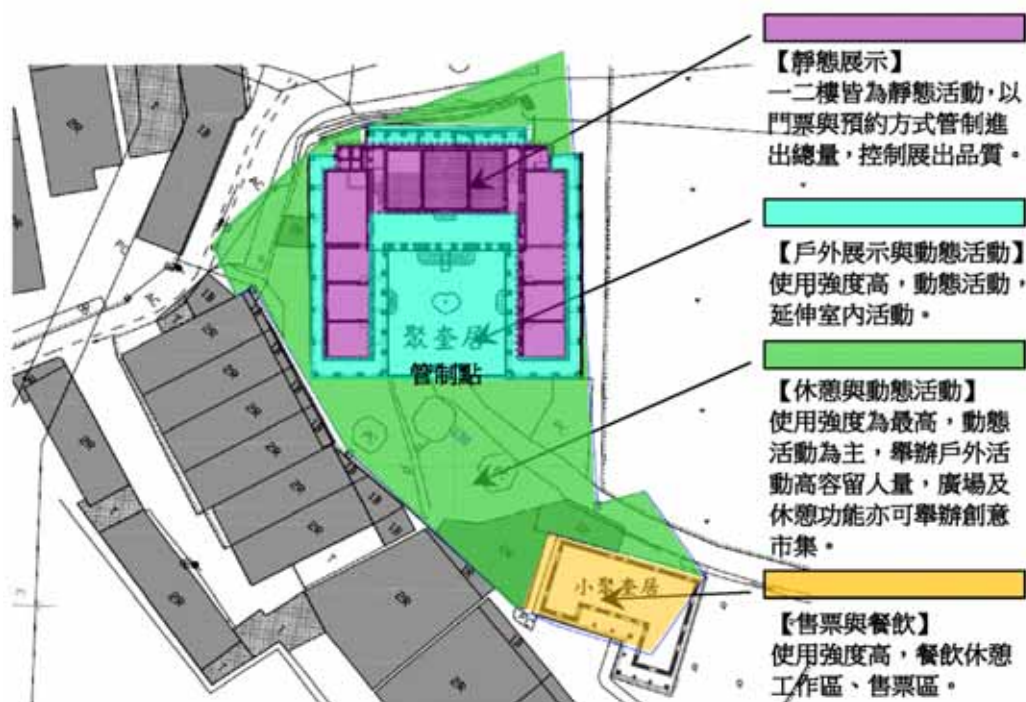 【靜態展示】
一二樓皆為靜態活動，以
門票與預約方式管制進
出總量，控制展出品質。
【戶外展示與動態活動】
使用強度高，動態活動，
延伸室內活動。
聚奎居
管制點
【休憩與動態活動】
使用強度為最高，動態
活動為主，舉辦戶外活
動高容留人量，廣場及
休憩功能亦可舉辦創意
市集。
小聚奎居
【售票與餐飲】
使用強度高，餐飲休憩
工作區、售票區。